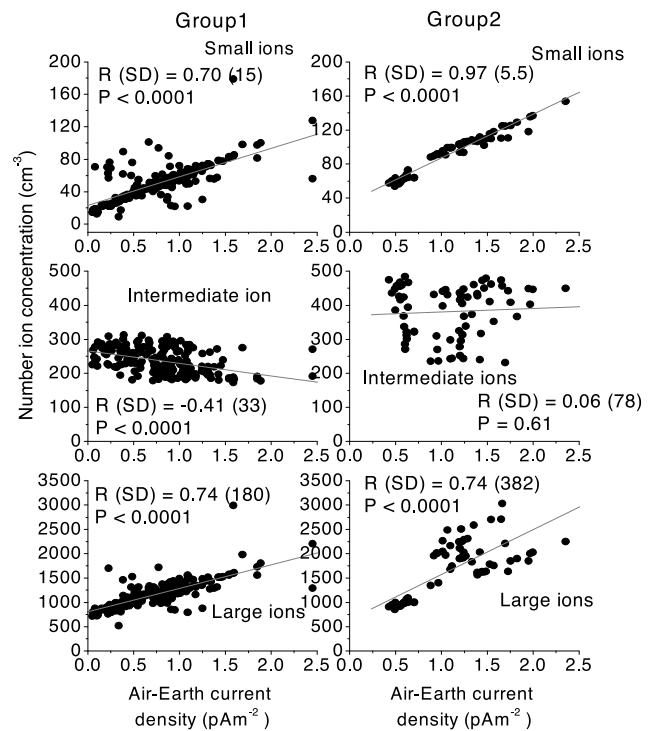 Group1
Group2
Small ions
R (SD) = 0.70 (15)
P < 0.0001
200
160
120
80
40
0
0.0 0.5 1.0 1.5 2.0 2.5
Small ions
R (SD) = 0.97 (5.5)
P < 0.0001
200
160
120
80
40
0
0.0 0.5 1.0 1.5 2.0 2.5
Number ion concentration (cm⁻³)
Intermediate ion
R (SD) = -0.41 (33)
P < 0.0001
500
400
300
200
100
0
0.0 0.5 1.0 1.5 2.0 2.5
Intermediate ions
R (SD) = 0.06 (78)
P = 0.61
500
400
300
200
100
0
0.0 0.5 1.0 1.5 2.0 2.5
R (SD) = 0.74 (180)
P < 0.0001
Large ions
3500
3000
2500
2000
1500
1000
500
0
0.0 0.5 1.0 1.5 2.0 2.5
R (SD) = 0.74 (382)
P < 0.0001
Large ions
3500
3000
2500
2000
1500
1000
500
0
0.0 0.5 1.0 1.5 2.0 2.5
Air-Earth current
density (pAm⁻²)
Air-Earth current
density (pAm⁻²)